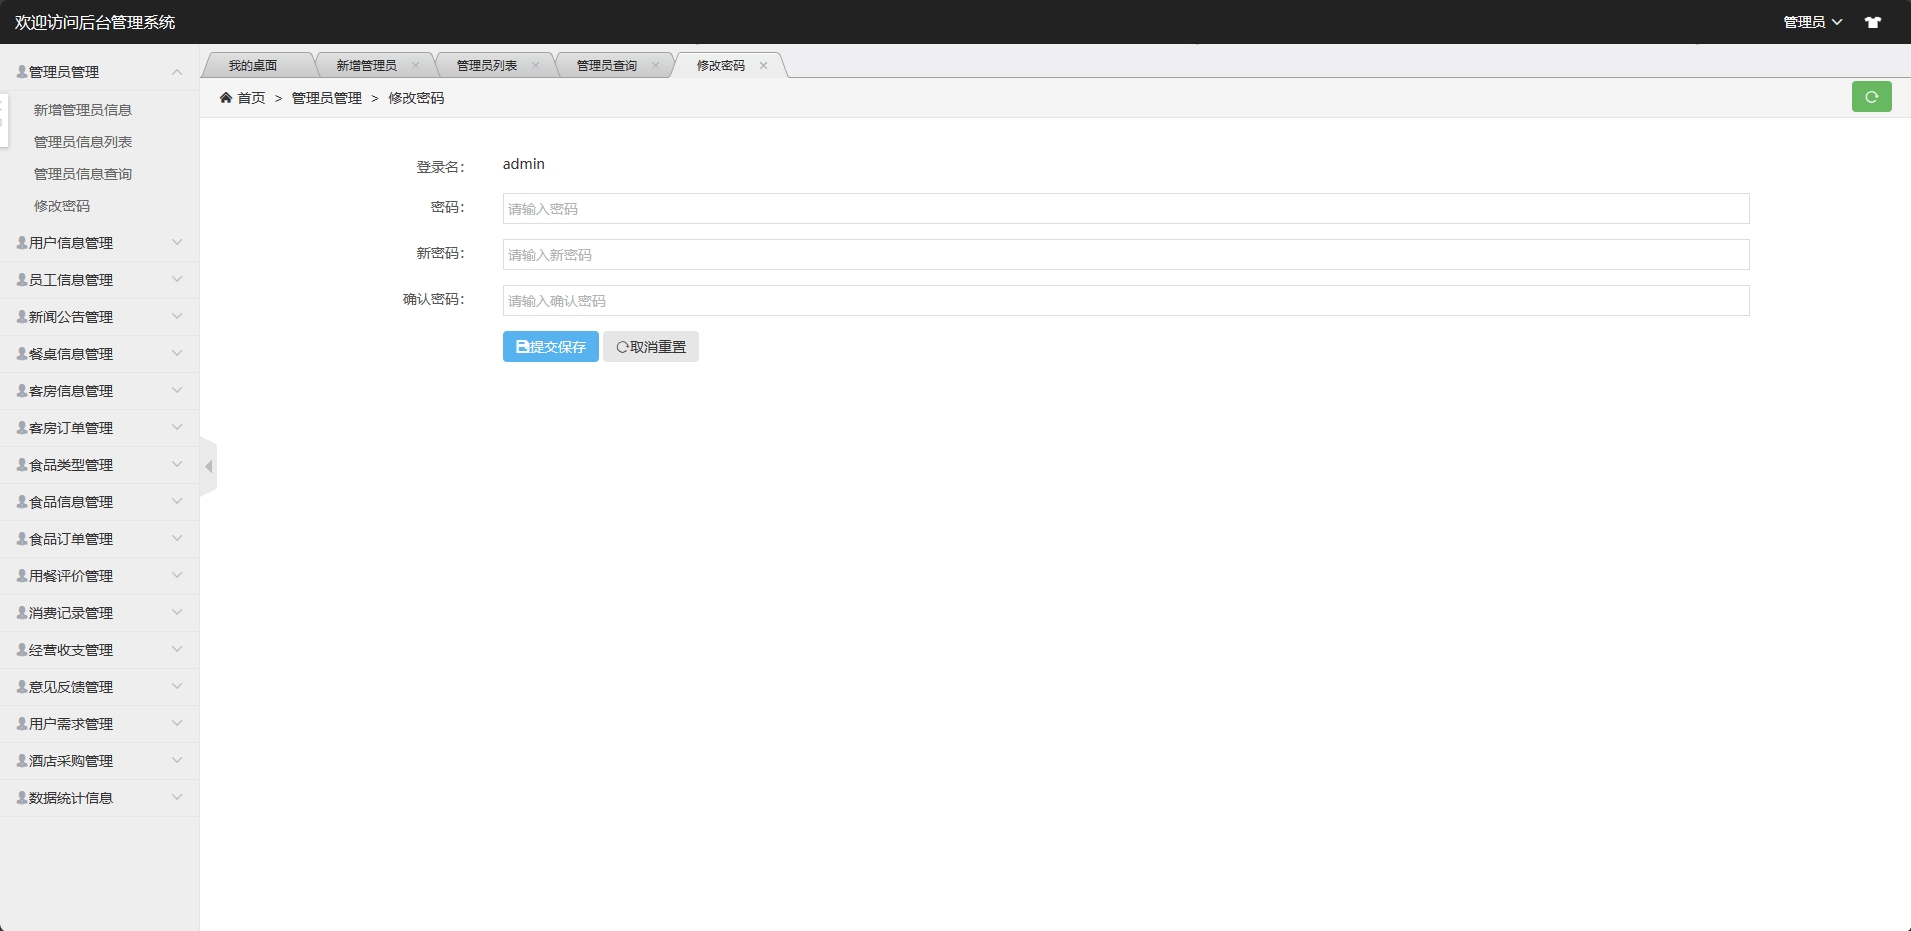 欢迎访问后台管理系统
管理员
我的桌面 新增管理员 管理员列表 管理员查询 修改密码
首页 > 管理员管理 > 修改密码
管理员管理
新增管理员信息
管理员信息列表
管理员信息查询
修改密码
用户信息管理
员工信息管理
新闻公告管理
餐桌信息管理
客房信息管理
客房订单管理
食品类型管理
食品信息管理
食品订单管理
用餐评价管理
消费记录管理
经营收支管理
意见反馈管理
用户需求管理
酒店采购管理
数据统计信息
登录名： admin
密码： 请输入密码
新密码： 请输入新密码
确认密码： 请输入确认密码
提交保存 取消重置